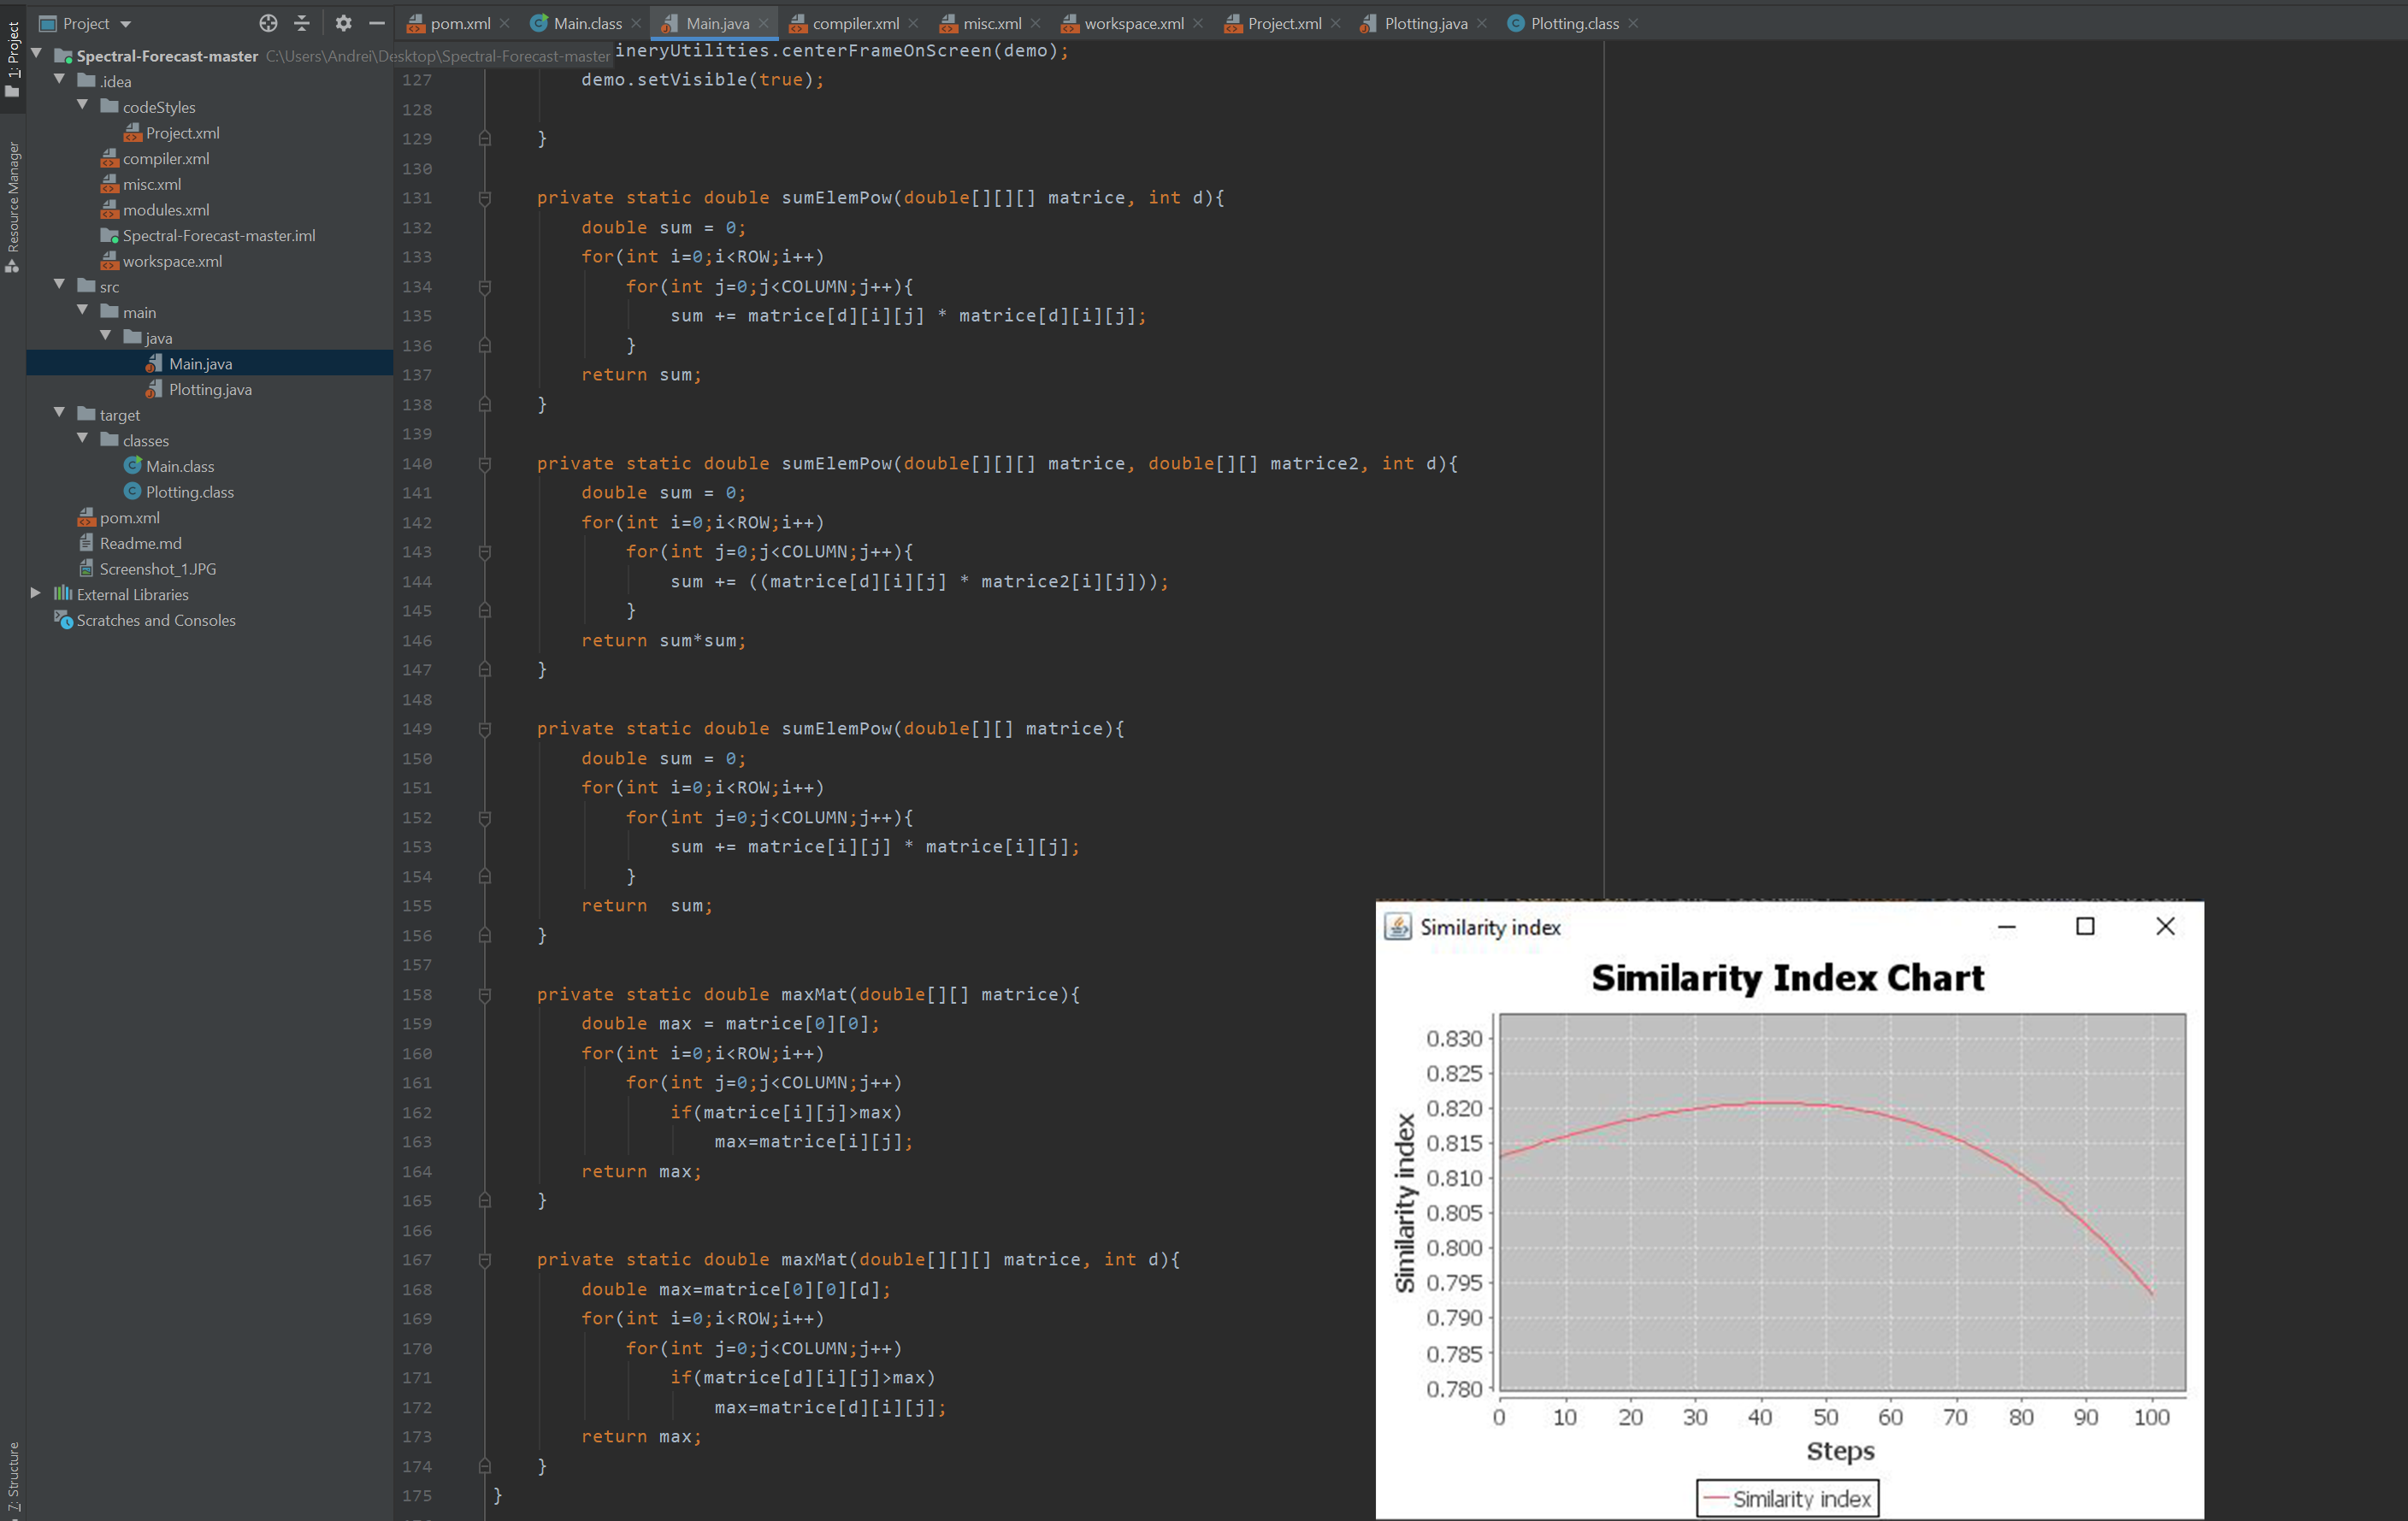 Project
pom.xml
Main.class
Main.java
compiler.xml
misc.xml
workspace.xml
Project.xml
Plotting.java
Plotting.class
1: Project
Resource Manager
7: Structure
Spectral-Forecast-master C:\Users\Andrei\Desktop\Spectral-Forecast-master
.idea
codeStyles
Project.xml
compiler.xml
misc.xml
modules.xml
Spectral-Forecast-master.iml
workspace.xml
src
main
java
Main.java
Plotting.java
target
classes
Main.class
Plotting.class
pom.xml
Readme.md
Screenshot_1.JPG
External Libraries
Scratches and Consoles
ineryUtilities.centerFrameOnScreen(demo);
127 demo.setVisible(true);
128
129 }
130
131 private static double sumElemPow(double[][][] matrice, int d){
132 double sum = 0;
133 for(int i=0;i<ROW;i++)
134 for(int j=0;j<COLUMN;j++){
135 sum += matrice[d][i][j] * matrice[d][i][j];
136 }
137 return sum;
138 }
139
140 private static double sumElemPow(double[][][] matrice, double[][] matrice2, int d){
141 double sum = 0;
142 for(int i=0;i<ROW;i++)
143 for(int j=0;j<COLUMN;j++){
144 sum += ((matrice[d][i][j] * matrice2[i][j]));
145 }
146 return sum*sum;
147 }
148
149 private static double sumElemPow(double[][] matrice){
150 double sum = 0;
151 for(int i=0;i<ROW;i++)
152 for(int j=0;j<COLUMN;j++){
153 sum += matrice[i][j] * matrice[i][j];
154 }
155 return  sum;
156 }
157
158 private static double maxMat(double[][] matrice){
159 double max = matrice[0][0];
160 for(int i=0;i<ROW;i++)
161 for(int j=0;j<COLUMN;j++)
162 if(matrice[i][j]>max)
163 max=matrice[i][j];
164 return max;
165 }
166
167 private static double maxMat(double[][][] matrice, int d){
168 double max=matrice[0][0][d];
169 for(int i=0;i<ROW;i++)
170 for(int j=0;j<COLUMN;j++)
171 if(matrice[d][i][j]>max)
172 max=matrice[d][i][j];
173 return max;
174 }
175 }
Similarity index
Similarity Index Chart
Similarity index
0.830
0.825
0.820
0.815
0.810
0.805
0.800
0.795
0.790
0.785
0.780
0 10 20 30 40 50 60 70 80 90 100
Steps
Similarity index